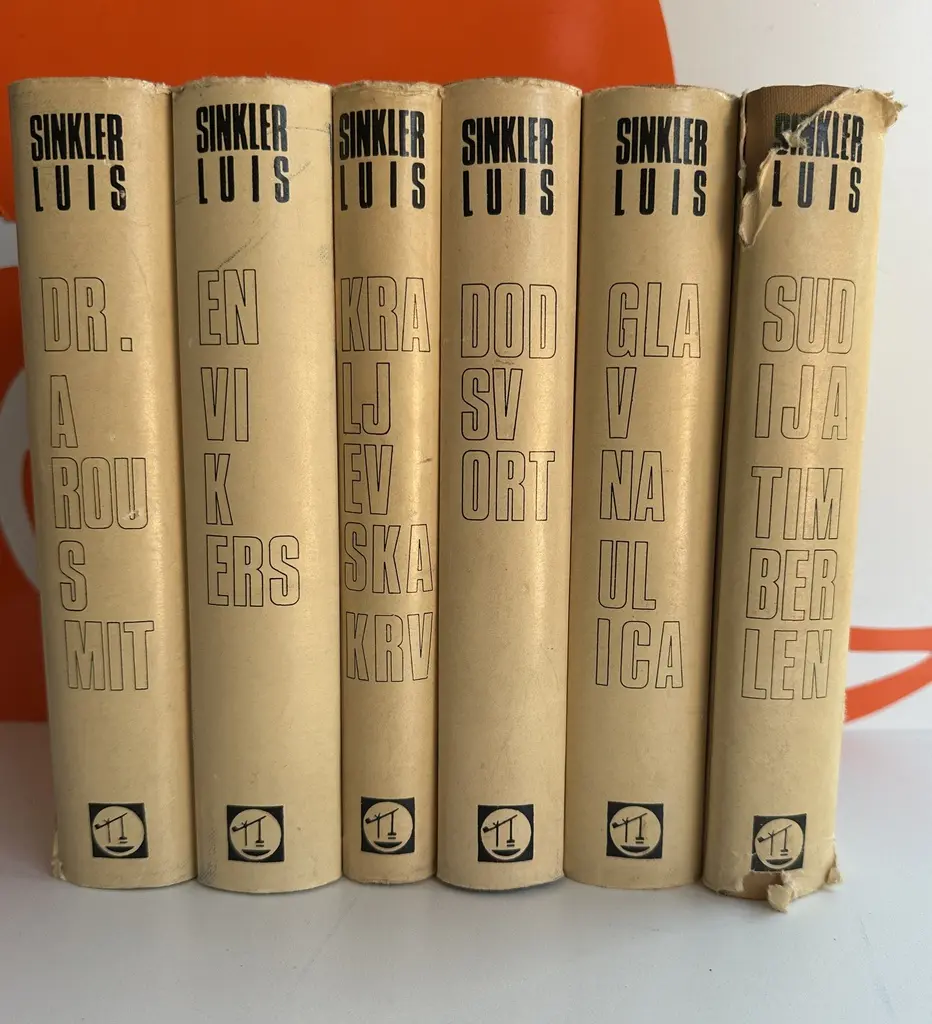 SINKLER
LUIS
DR.
A
ROU
S
MIT
SINKLER
LUIS
EN
VI
K
ERS
SINKLER
LUIS
KRA
LJ
EV
SKA
KRV
SINKLER
LUIS
DOD
SV
ORT
SINKLER
LUIS
GLA
V
NA
UL
ICA
SINKLER
LUIS
SUD
IJA
TIM
BER
LEN